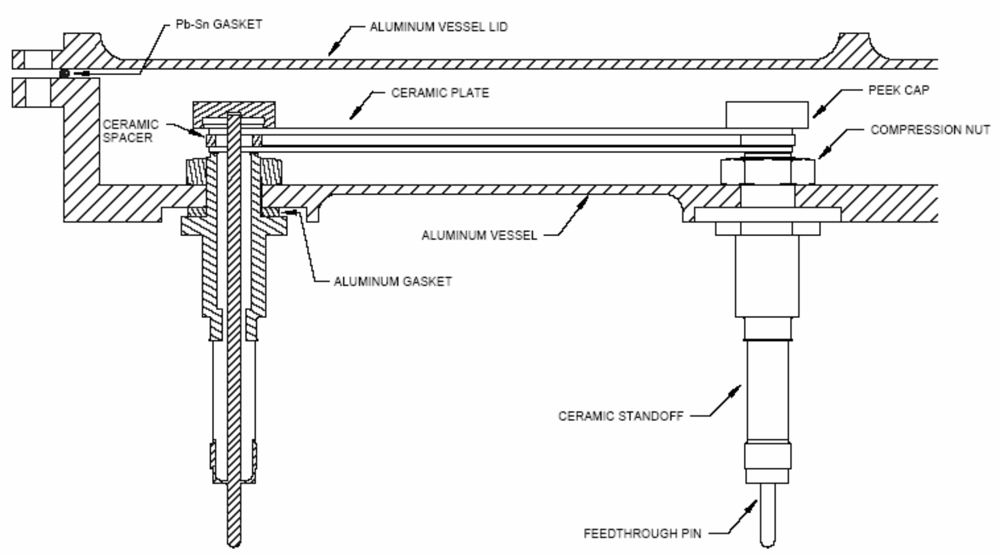 Pb-Sn GASKET
ALUMINUM VESSEL LID
CERAMIC PLATE
PEEK CAP
CERAMIC
SPACER
COMPRESSION NUT
ALUMINUM VESSEL
ALUMINUM GASKET
CERAMIC STANDOFF
FEEDTHROUGH PIN